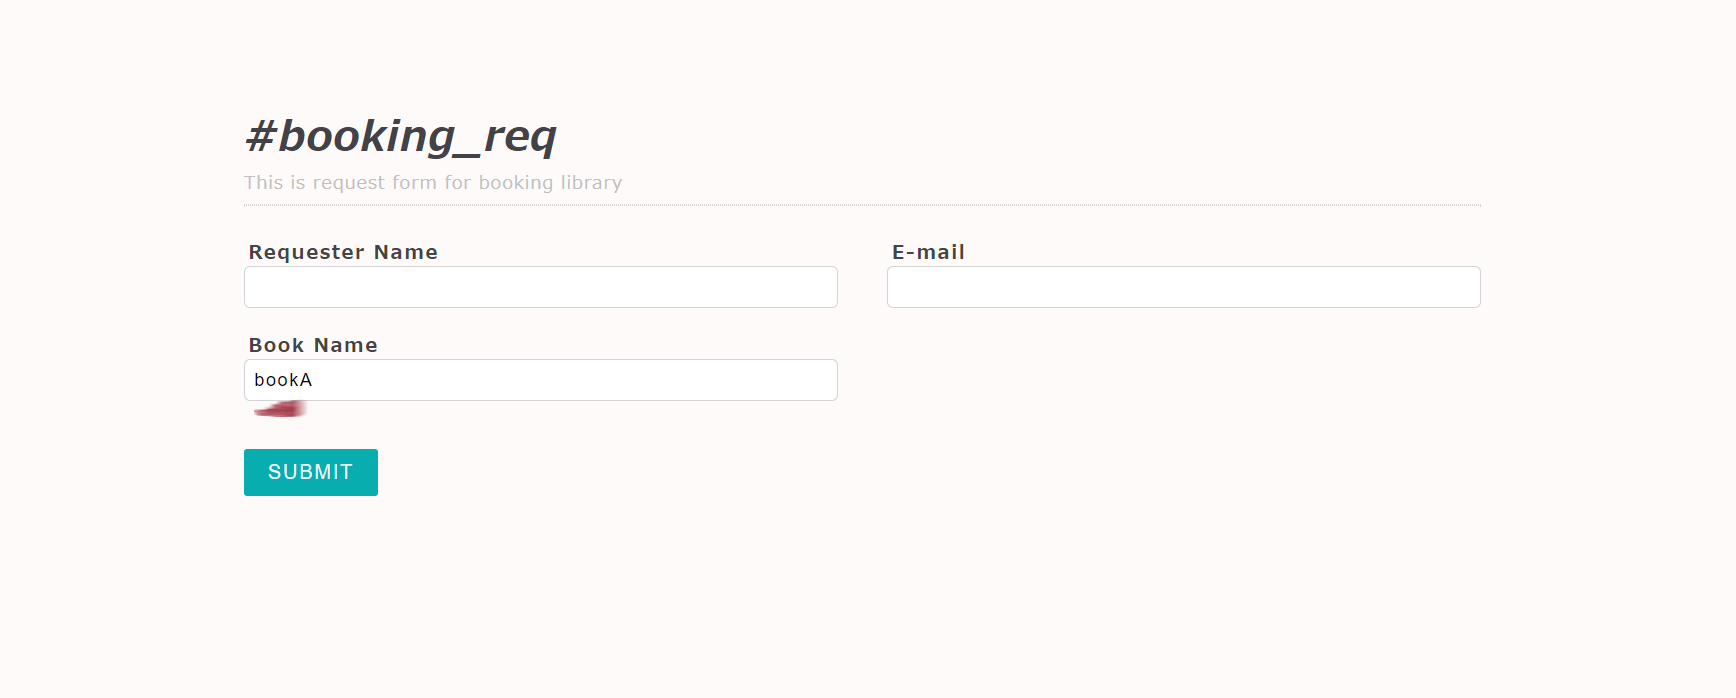 #booking_req
This is request form for booking library
Requester Name
E-mail
Book Name
bookA
SUBMIT